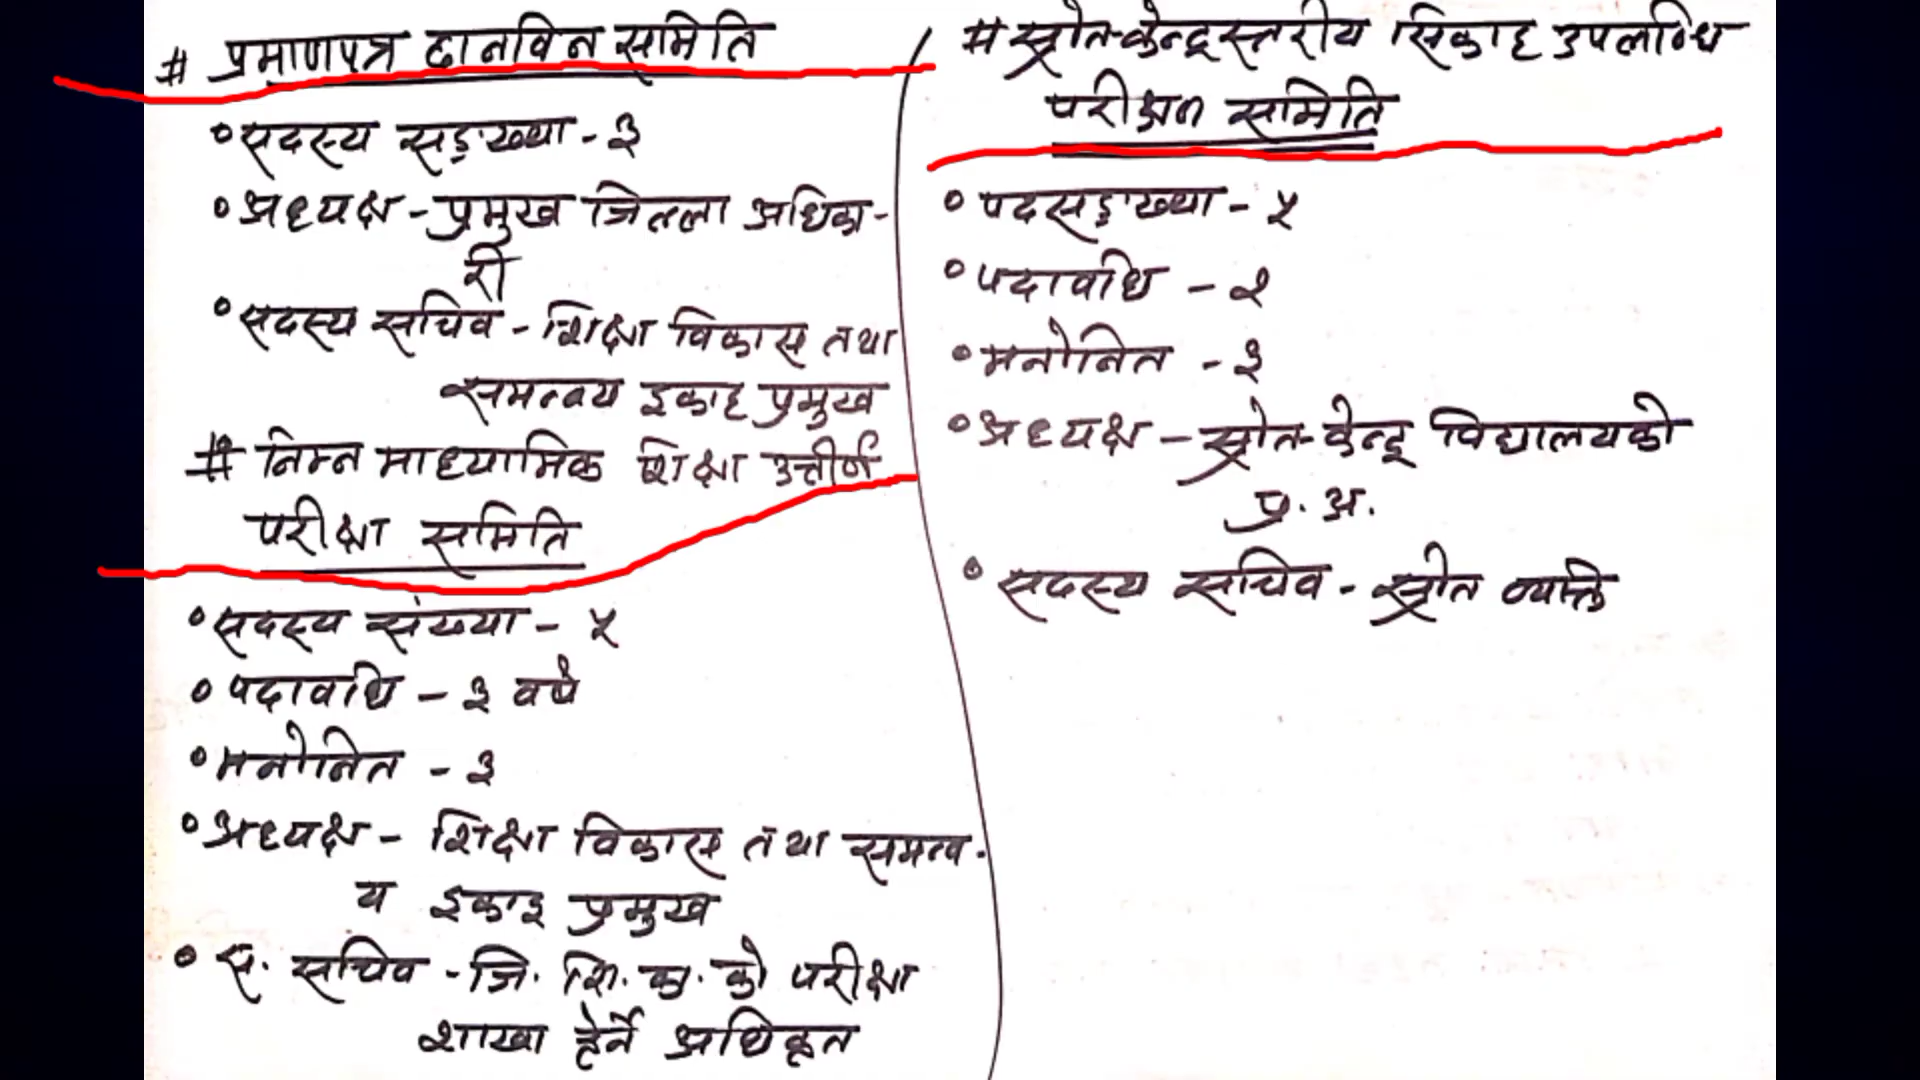 # प्रमाणपत्र छानविन समिति
• सदस्य सङ्ख्या - ३
• अध्यक्ष - प्रमुख जिल्ला अधिका-
री
• सदस्य सचिव - शिक्षा विकास तथा
समन्वय इकाइ प्रमुख
# निम्न माध्यामिक शिक्षा उत्तीर्ण
परीक्षा समिति
• सदस्य संख्या - ५
• पदावधि - ३ वर्ष
• मनोनित - ३
• अध्यक्ष - शिक्षा विकास तथा समन्व-
य इकाइ प्रमुख
• स. सचिव - जि. शि. का. को परीक्षा
शाखा हेर्ने अधिकृत
# स्रोत-केन्द्रस्तरीय सिकाइ उपलब्धि
परीक्षण समिति
• पदसङ्ख्या - ५
• पदावधि - २
• मनोनित - ३
• अध्यक्ष - स्रोत-केन्द्र विद्यालयको
प्र. अ.
• सदस्य सचिव - स्रोत व्यक्ति